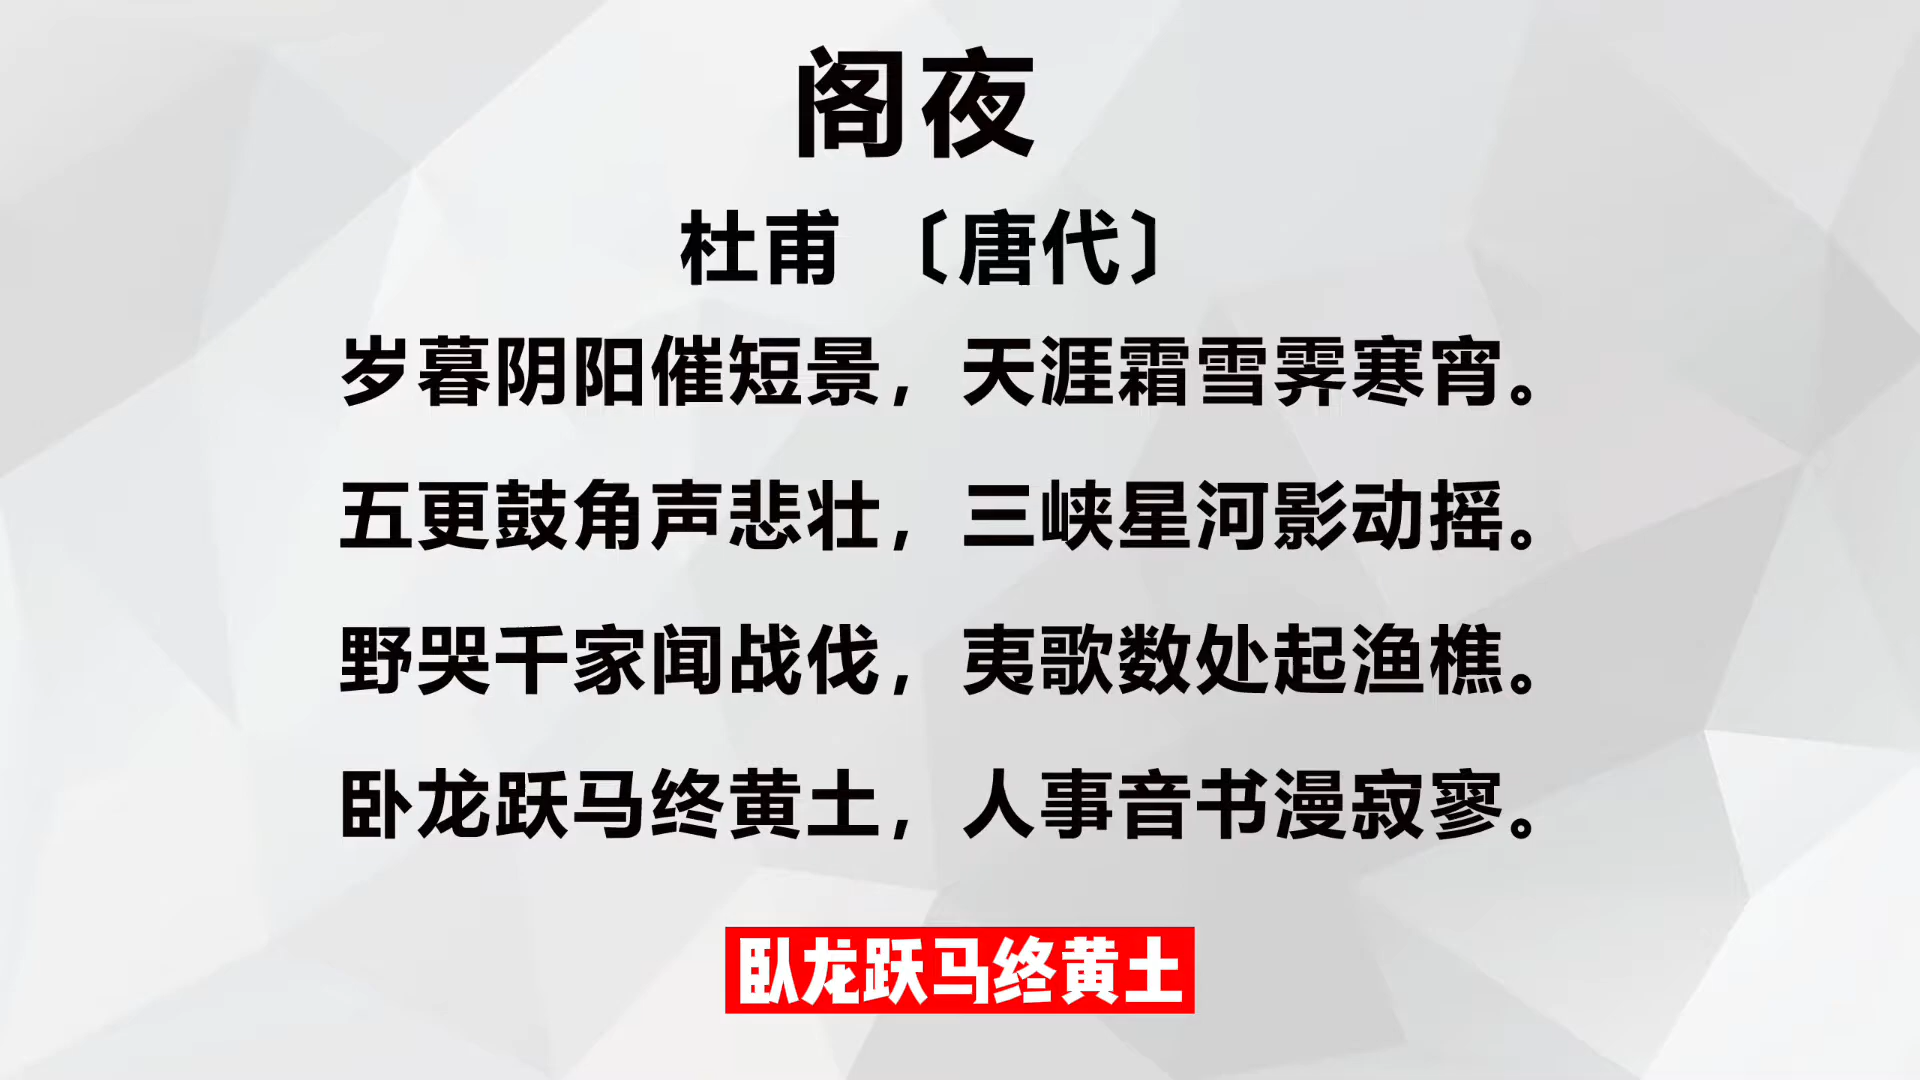 阁夜
杜甫 〔唐代〕
岁暮阴阳催短景，天涯霜雪霁寒宵。
五更鼓角声悲壮，三峡星河影动摇。
野哭千家闻战伐，夷歌数处起渔樵。
卧龙跃马终黄土，人事音书漫寂寥。
卧龙跃马终黄土